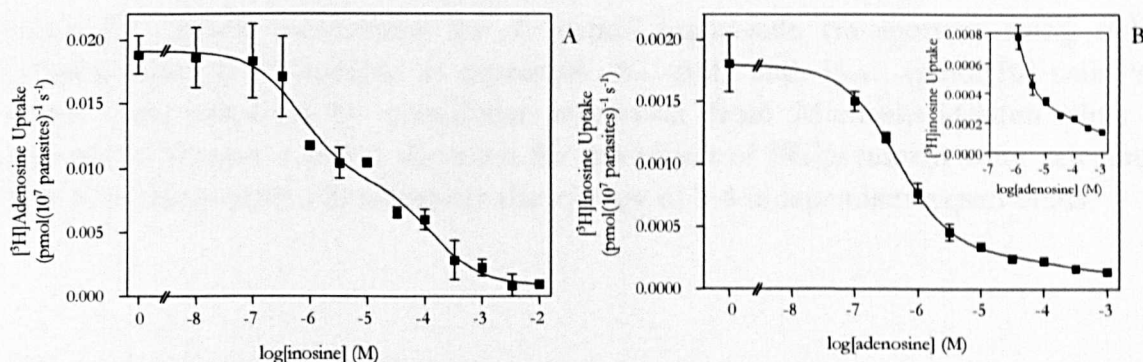 A
0.020
0.015
0.010
0.005
0.000
[³H]Adenosine Uptake
(pmol(10⁷ parasites)⁻¹ s⁻¹)
0 -8 -7 -6 -5 -4 -3 -2
log[inosine] (M)
B
0.0020
0.0015
0.0010
0.0005
0.0000
[³H]Inosine Uptake
(pmol(10⁷ parasites)⁻¹ s⁻¹)
0 -7 -6 -5 -4 -3
log[adenosine] (M)
0.0008
0.0006
0.0004
0.0002
0.0000
[³H]inosine Uptake
-7 -6 -5 -4 -3
log[adenosine] (M)